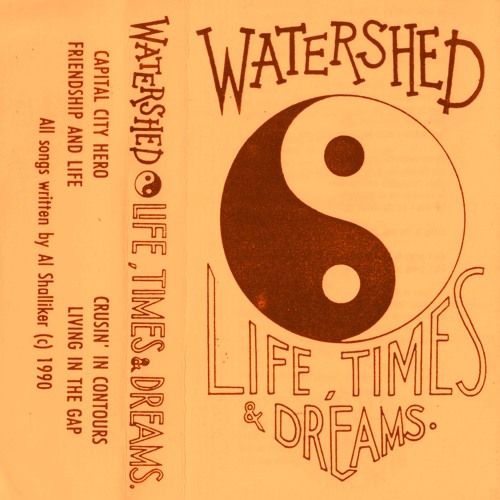 WATERSHED
LIFE, TIMES
& DREAMS.
WATERSHED LIFE, TIMES & DREAMS.
CAPITAL CITY HERO
FRIENDSHIP AND LIFE
CRUSIN' IN CONTOURS
LIVING IN THE GAP
All songs written by Al Shalliker (c) 1990